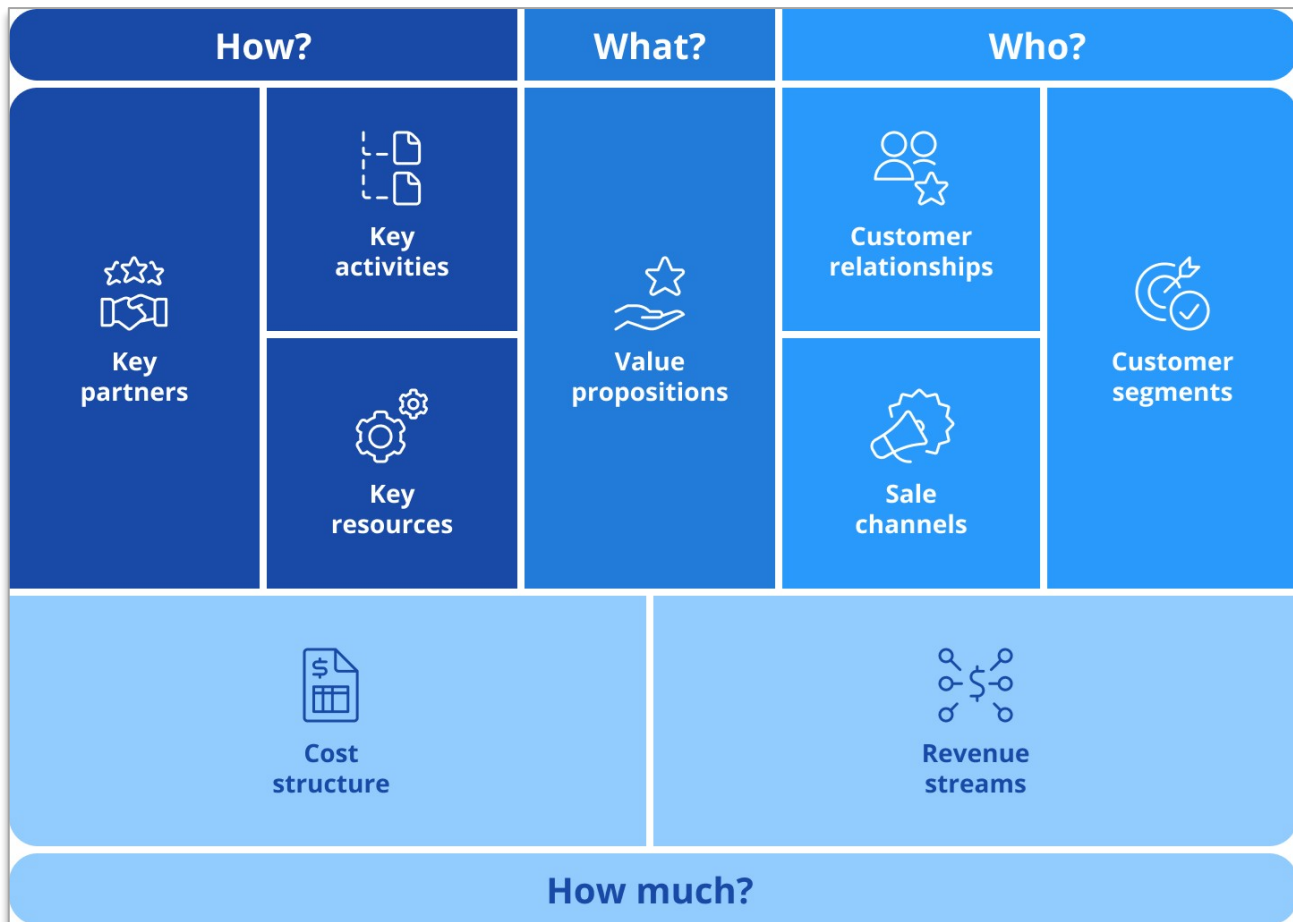 How?
What?
Who?
Key
partners
Key
activities
Key
resources
Value
propositions
Customer
relationships
Sale
channels
Customer
segments
$
Cost
structure
$
Revenue
streams
How much?